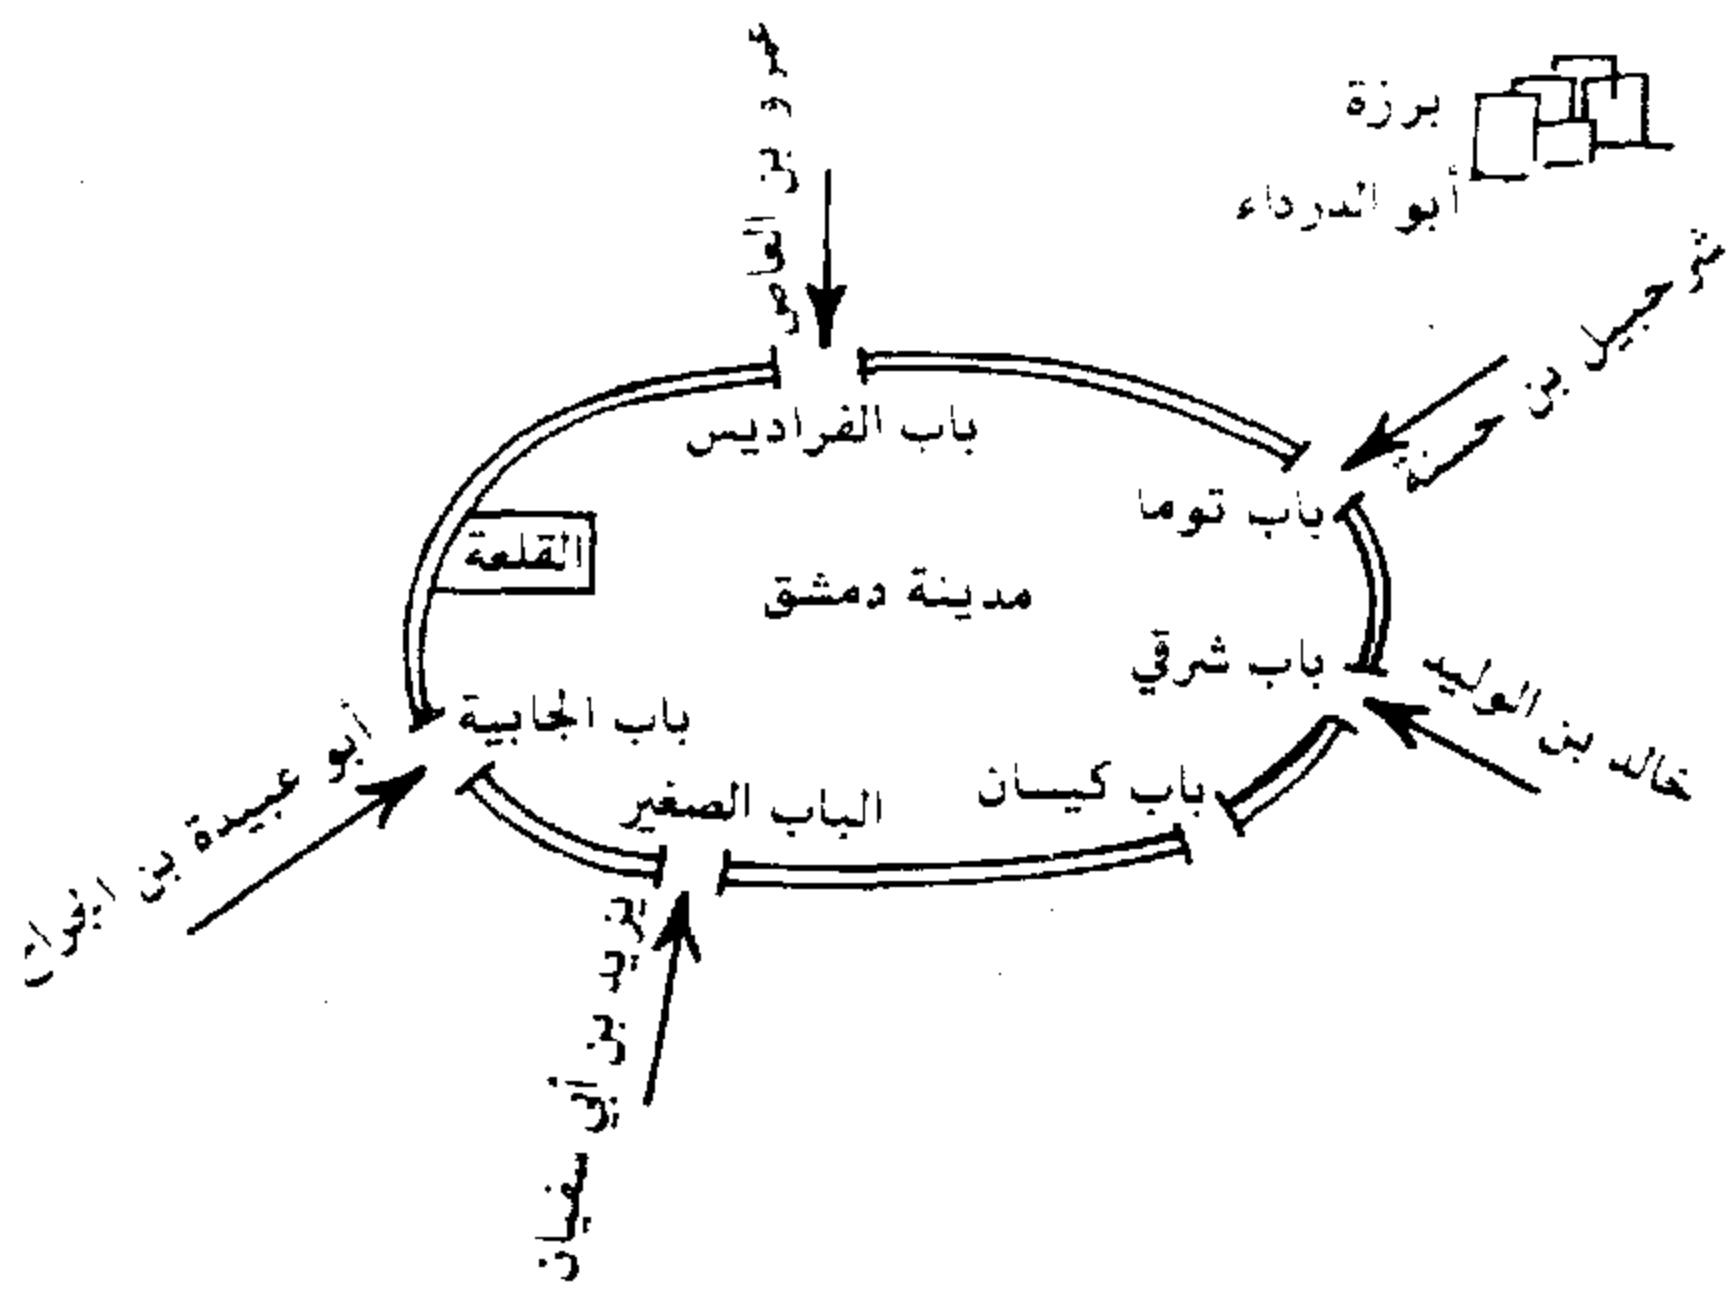 عمرو بن العاص
برزة
أبو الدرداء
شرحبيل بن حسنة
باب الفراديس
باب توما
القلعة
مدينة دمشق
باب شرقي
خالد بن الوليد
باب الجابية
أبو عبيدة بن الجراح
باب كيسان
الباب الصغير
يزيد بن أبي سفيان